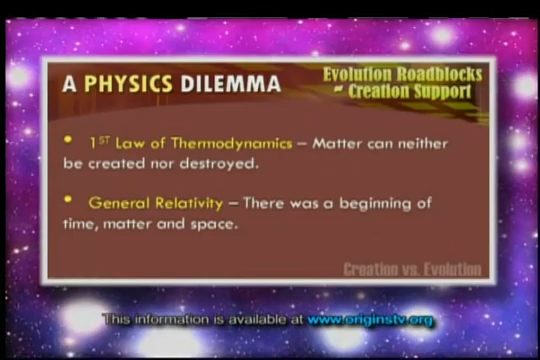 A PHYSICS DILEMMA
Evolution Roadblocks
~ Creation Support
• 1ST Law of Thermodynamics – Matter can neither
be created nor destroyed.
• General Relativity – There was a beginning of
time, matter and space.
Creation vs. Evolution
This information is available at www.originstv.org